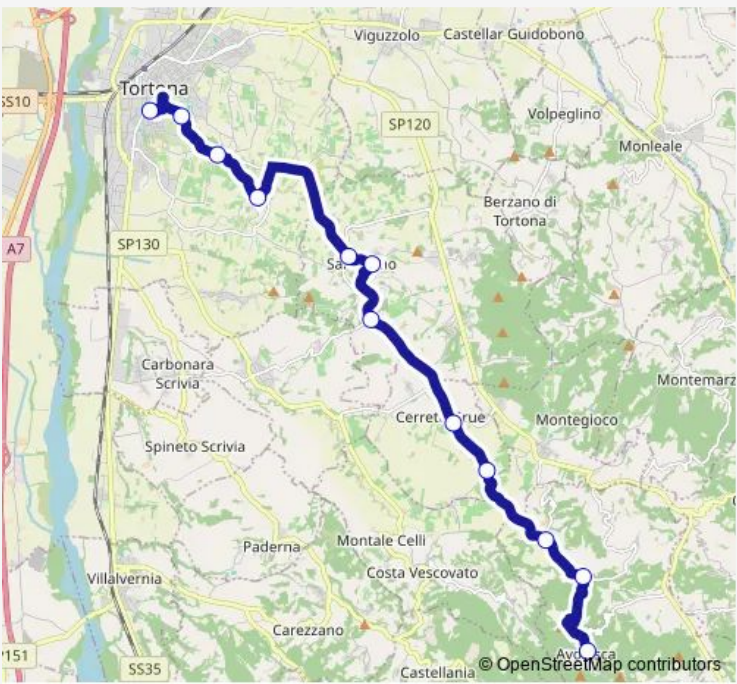 Viguzzolo
Castellar Guidobono
Tortona
SS10
SP120
Volpeglino
Monleale
Berzano di
Tortona
A7
SP130
Carbonara
Scrivia
Montemarz
Montegioco
Spineto Scrivia
Paderna
Montale Celli
Villalvernia
Costa Vescovato
Carezzano
P151
SS35
Castellania
© OpenStreetMap contributors